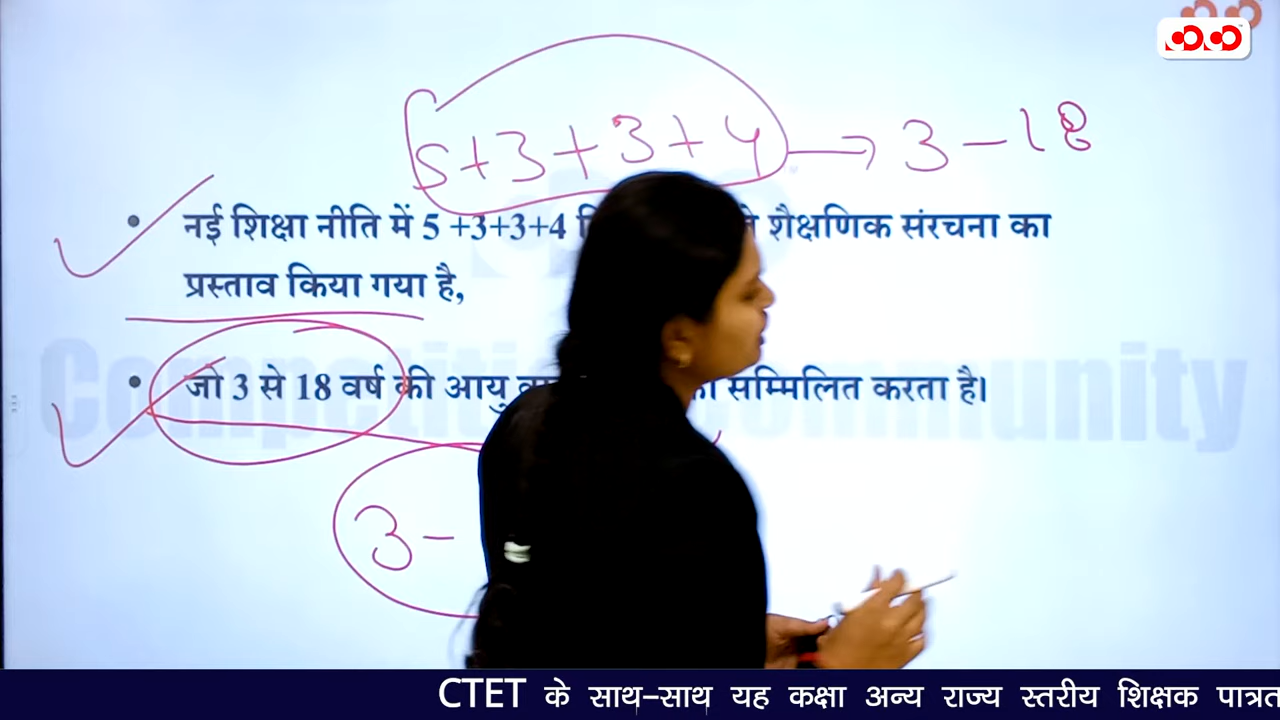 5+3+3+4 → 3-18
नई शिक्षा नीति में 5 +3+3+4 शैक्षणिक संरचना का
प्रस्ताव किया गया है,
जो 3 से 18 वर्ष की आयु सम्मिलित करता है।
3-
CTET के साथ-साथ यह कक्षा अन्य राज्य स्तरीय शिक्षक